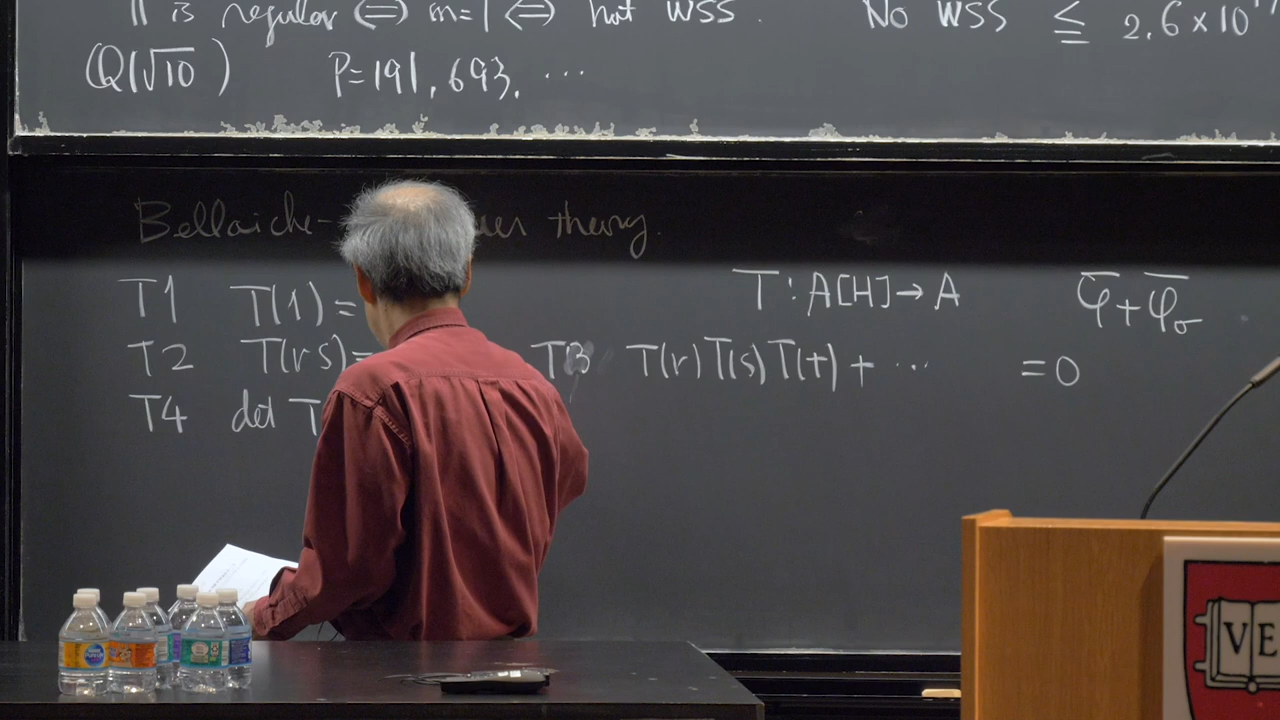 is regular ⟺ m=1 ⟺ not WSS. No WSS ≦ 2.6×10
Q(√10) P=191, 693, ...
Bellaiche- theory.
T1 T(1)= T:A[H]→A φ̄+φ̄_σ
T2 T(rs)= T3 T(r)T(s)T(t)+ ... =0
T4 det T
VE